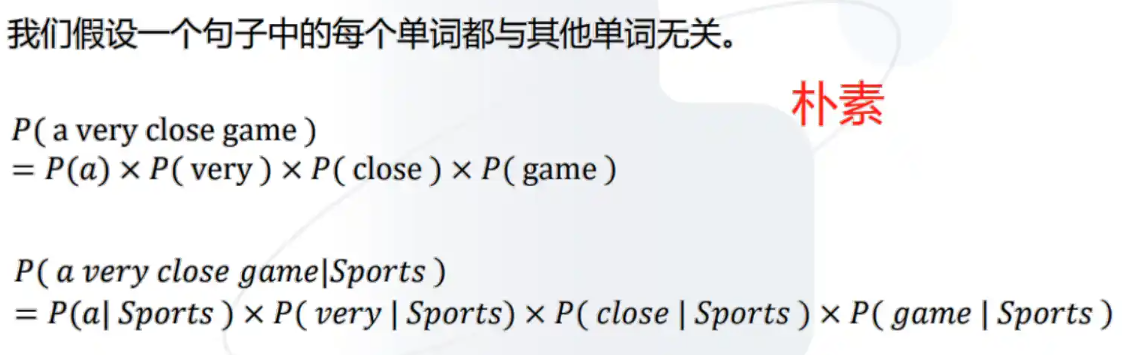 我们假设一个句子中的每个单词都与其他单词无关。
朴素
P( a very close game )
= P(a) × P( very ) × P( close ) × P( game )
P( a very close game|Sports )
= P(a| Sports ) × P( very | Sports) × P( close | Sports ) × P( game | Sports )